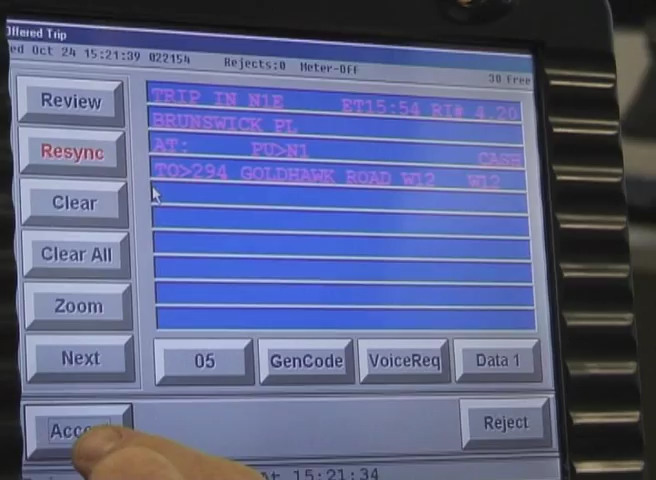 Offered Trip
ed Oct 24 15:21:39 022154 Rejects:0 Meter-Off
30 Free
Review
Resync
Clear
Clear All
Zoom
Next
TRIP IN N1E ET15:54 RI# 4.20
BRUNSWICK PL
AT: PU>N1 CASH
TO>294 GOLDHAWK ROAD W12 W12
05
GenCode
VoiceReq
Data 1
Acc
Reject
At 15:21:34